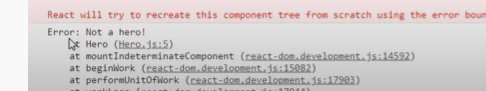 React will try to recreate this component tree from scratch using the error boun
Error: Not a hero!
at Hero (Hero.js:5)
at mountIndeterminateComponent (react-dom.development.js:14592)
at beginWork (react-dom.development.js:15082)
at performUnitOfWork (react-dom.development.js:17903)